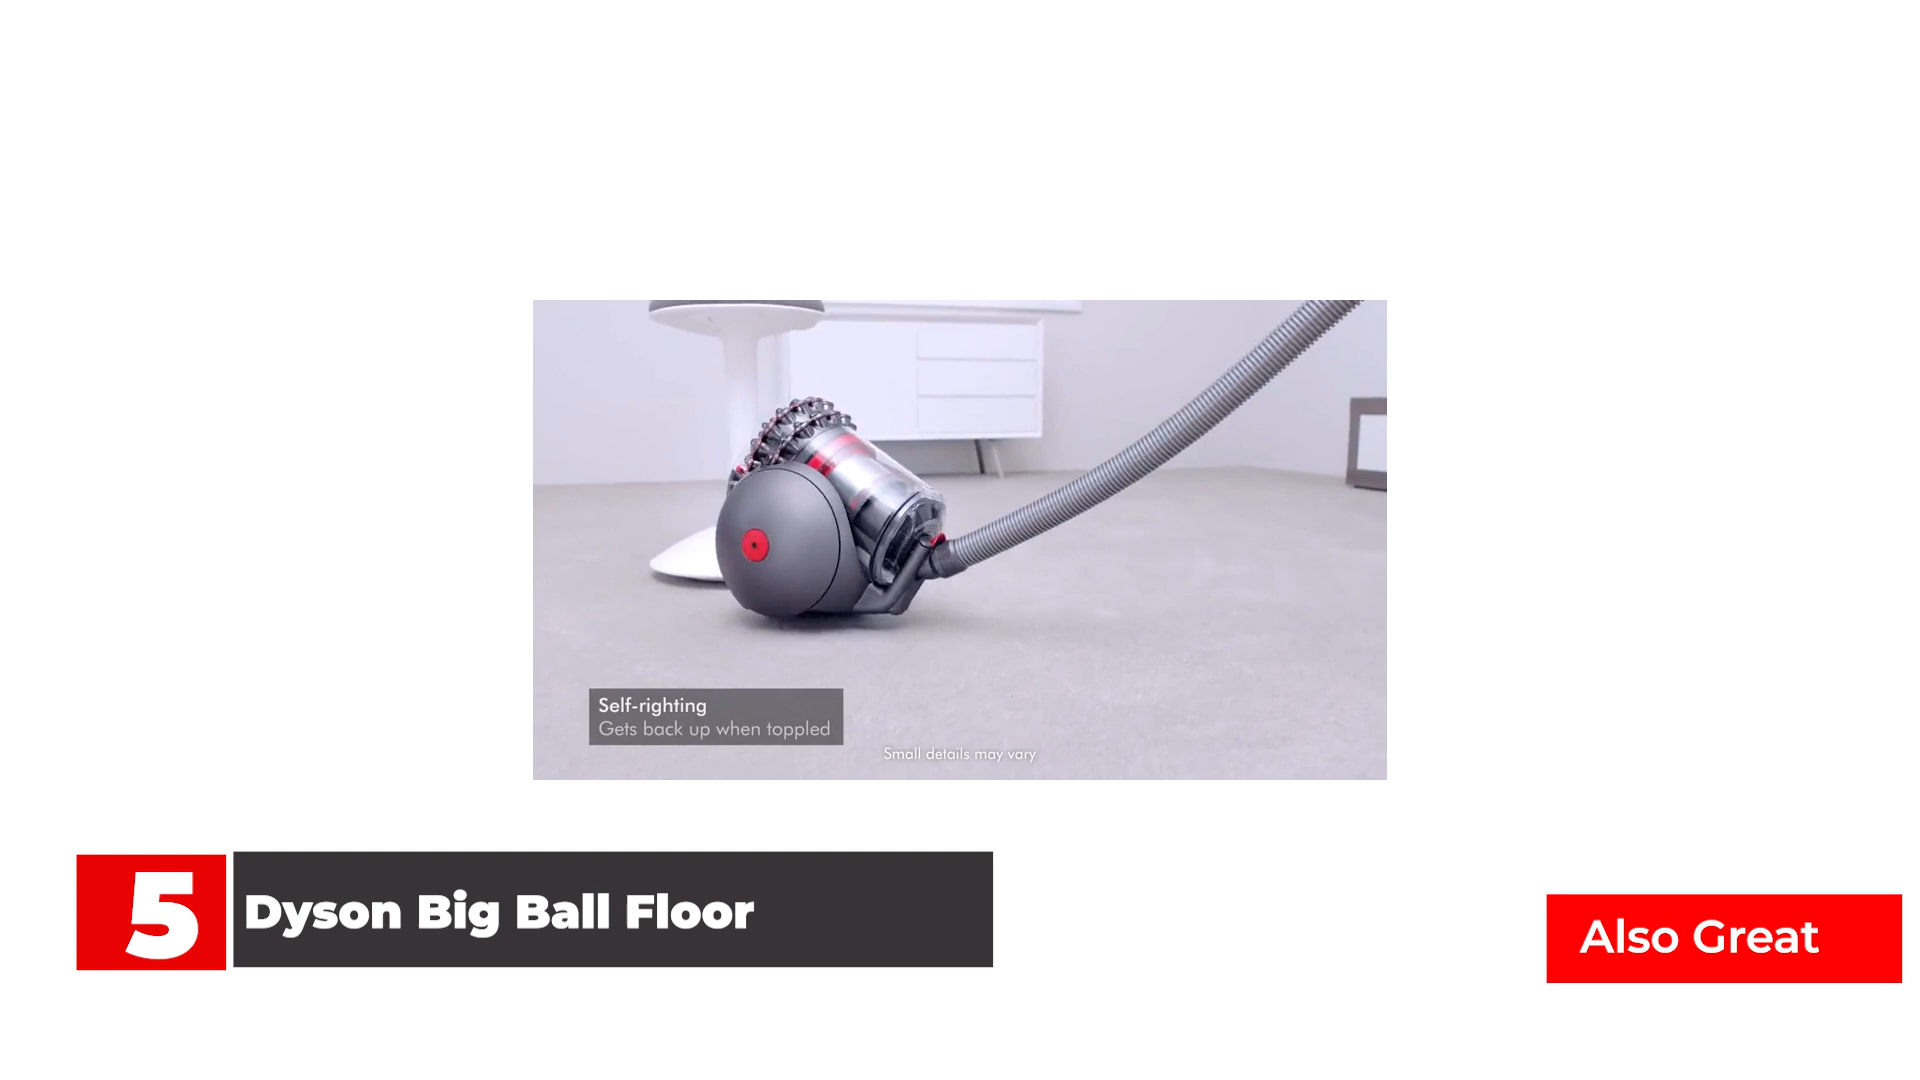 Self-righting
Gets back up when toppled
Small details may vary
5
Dyson Big Ball Floor
Also Great